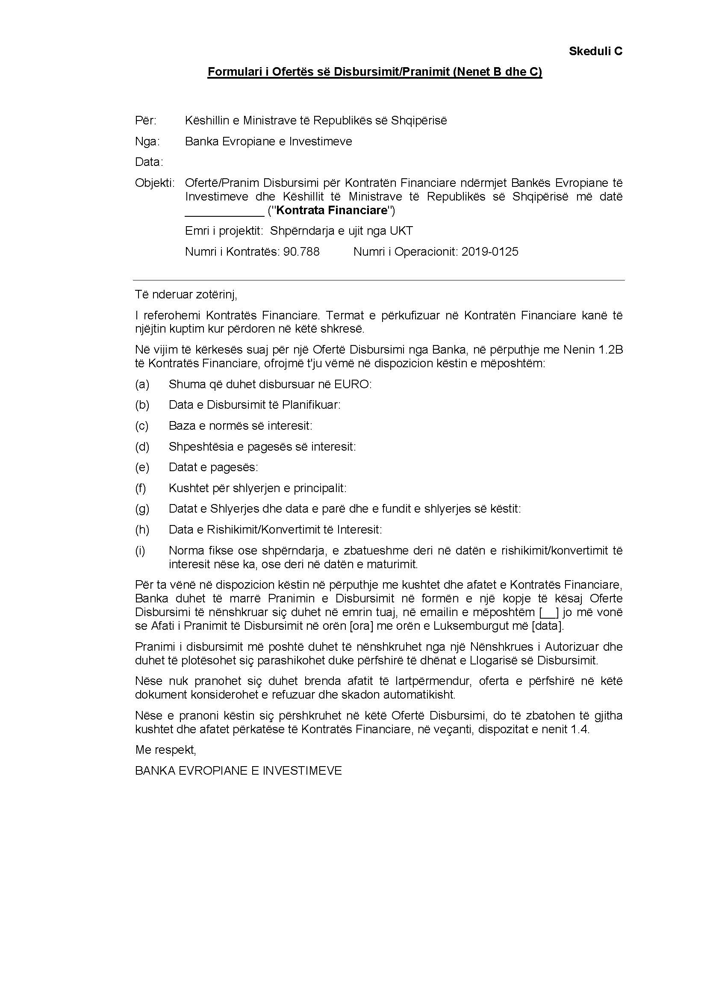 Skeduli C
Formulari i Ofertës së Disbursimit/Pranimit (Nenet B dhe C)
Për: Këshillin e Ministrave të Republikës së Shqipërisë
Nga: Banka Evropiane e Investimeve
Data:
Objekti: Ofertë/Pranim Disbursimi për Kontratën Financiare ndërmjet Bankës Evropiane të
Investimeve dhe Këshillit të Ministrave të Republikës së Shqipërisë më datë
____________ ("Kontrata Financiare")
Emri i projektit: Shpërndarja e ujit nga UKT
Numri i Kontratës: 90.788 Numri i Operacionit: 2019-0125
Të nderuar zotërinj,
I referohemi Kontratës Financiare. Termat e përkufizuar në Kontratën Financiare kanë të
njëjtin kuptim kur përdoren në këtë shkresë.
Në vijim të kërkesës suaj për një Ofertë Disbursimi nga Banka, në përputhje me Nenin 1.2B
të Kontratës Financiare, ofrojmë t'ju vëmë në dispozicion këstin e mëposhtëm:
(a) Shuma që duhet disbursuar në EURO:
(b) Data e Disbursimit të Planifikuar:
(c) Baza e normës së interesit:
(d) Shpeshtësia e pagesës së interesit:
(e) Datat e pagesës:
(f) Kushtet për shlyerjen e principalit:
(g) Datat e Shlyerjes dhe data e parë dhe e fundit e shlyerjes së këstit:
(h) Data e Rishikimit/Konvertimit të Interesit:
(i) Norma fikse ose shpërndarja, e zbatueshme deri në datën e rishikimit/konvertimit të
interesit nëse ka, ose deri në datën e maturimit.
Për ta vënë në dispozicion këstin në përputhje me kushtet dhe afatet e Kontratës Financiare,
Banka duhet të marrë Pranimin e Disbursimit në formën e një kopje të kësaj Oferte
Disbursimi të nënshkruar siç duhet në emrin tuaj, në emailin e mëposhtëm [__] jo më vonë
se Afati i Pranimit të Disbursimit në orën [ora] me orën e Luksemburgut më [data].
Pranimi i disbursimit më poshtë duhet të nënshkruhet nga një Nënshkrues i Autorizuar dhe
duhet të plotësohet siç parashikohet duke përfshirë të dhënat e Llogarisë së Disbursimit.
Nëse nuk pranohet siç duhet brenda afatit të lartpërmendur, oferta e përfshirë në këtë
dokument konsiderohet e refuzuar dhe skadon automatikisht.
Nëse e pranoni këstin siç përshkruhet në këtë Ofertë Disbursimi, do të zbatohen të gjitha
kushtet dhe afatet përkatëse të Kontratës Financiare, në veçanti, dispozitat e nenit 1.4.
Me respekt,
BANKA EVROPIANE E INVESTIMEVE